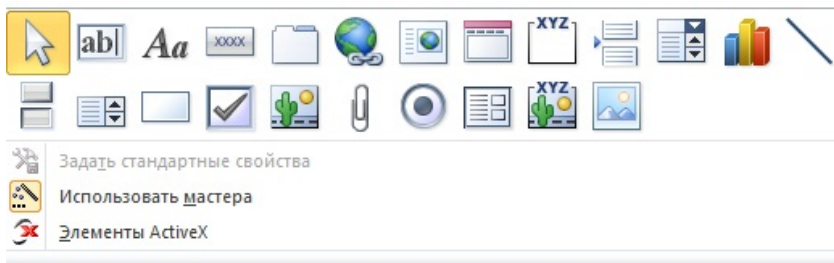 ab Aa XXXX XYZ
XYZ
Задать стандартные свойства
Использовать мастера
Элементы ActiveX